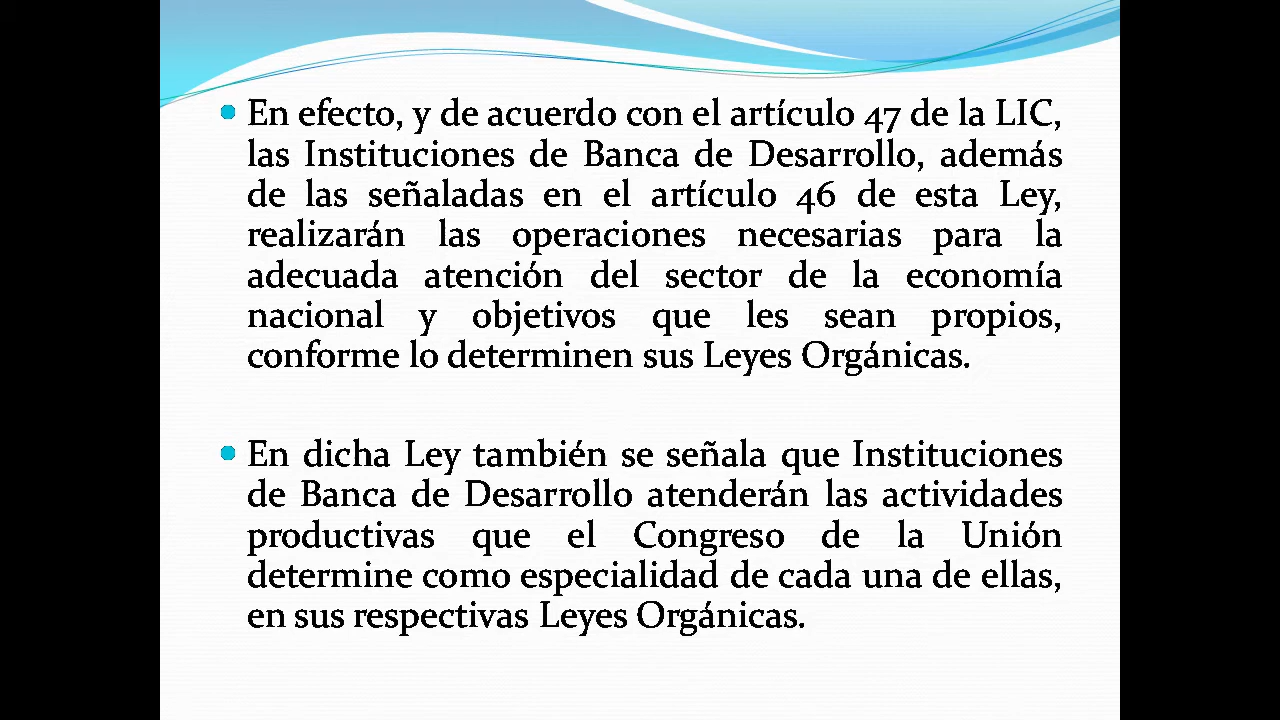 En efecto, y de acuerdo con el artículo 47 de la LIC,
las Instituciones de Banca de Desarrollo, además
de las señaladas en el artículo 46 de esta Ley,
realizarán las operaciones necesarias para la
adecuada atención del sector de la economía
nacional y objetivos que les sean propios,
conforme lo determinen sus Leyes Orgánicas.
En dicha Ley también se señala que Instituciones
de Banca de Desarrollo atenderán las actividades
productivas que el Congreso de la Unión
determine como especialidad de cada una de ellas,
en sus respectivas Leyes Orgánicas.